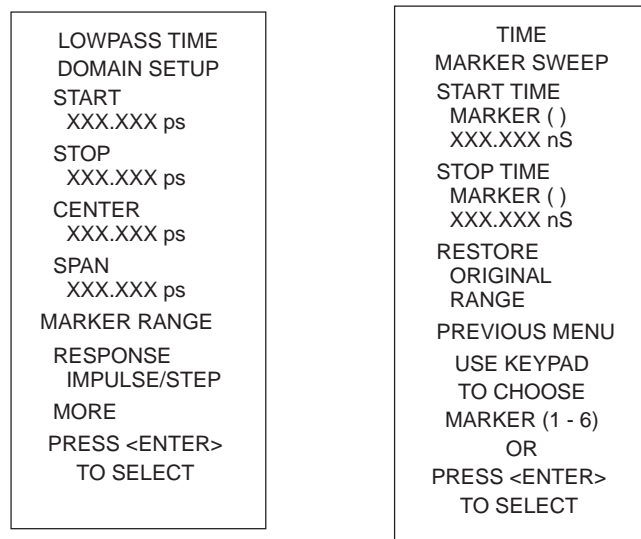 LOWPASS TIME
DOMAIN SETUP
START
XXX.XXX ps
STOP
XXX.XXX ps
CENTER
XXX.XXX ps
SPAN
XXX.XXX ps
MARKER RANGE
RESPONSE
IMPULSE/STEP
MORE
PRESS <ENTER>
TO SELECT
TIME
MARKER SWEEP
START TIME
MARKER ( )
XXX.XXX nS
STOP TIME
MARKER ( )
XXX.XXX nS
RESTORE
ORIGINAL
RANGE
PREVIOUS MENU
USE KEYPAD
TO CHOOSE
MARKER (1 - 6)
OR
PRESS <ENTER>
TO SELECT